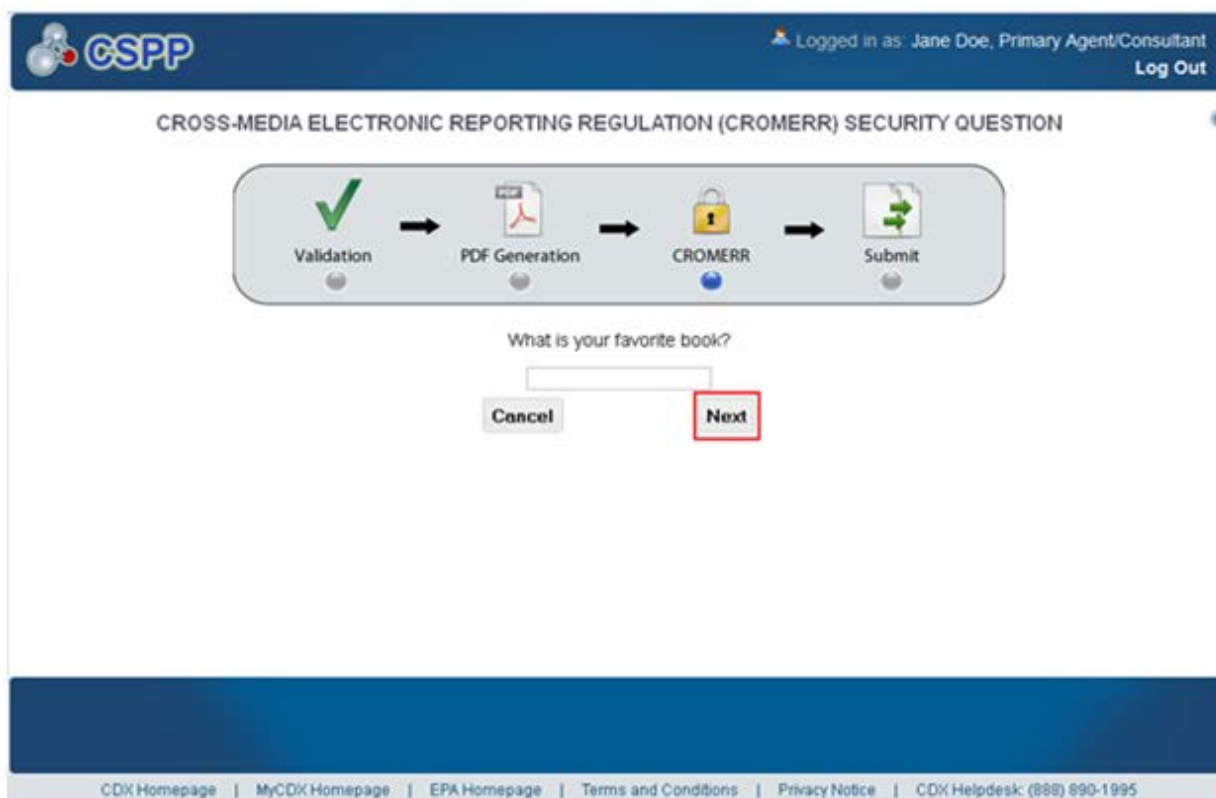 CSPP
Logged in as: Jane Doe, Primary Agent/Consultant
Log Out
CROSS-MEDIA ELECTRONIC REPORTING REGULATION (CROMERR) SECURITY QUESTION
PDF
Validation PDF Generation CROMERR Submit
What is your favorite book?
Cancel Next
CDX Homepage | MyCDX Homepage | EPA Homepage | Terms and Conditions | Privacy Notice | CDX Helpdesk: (888) 890-1995